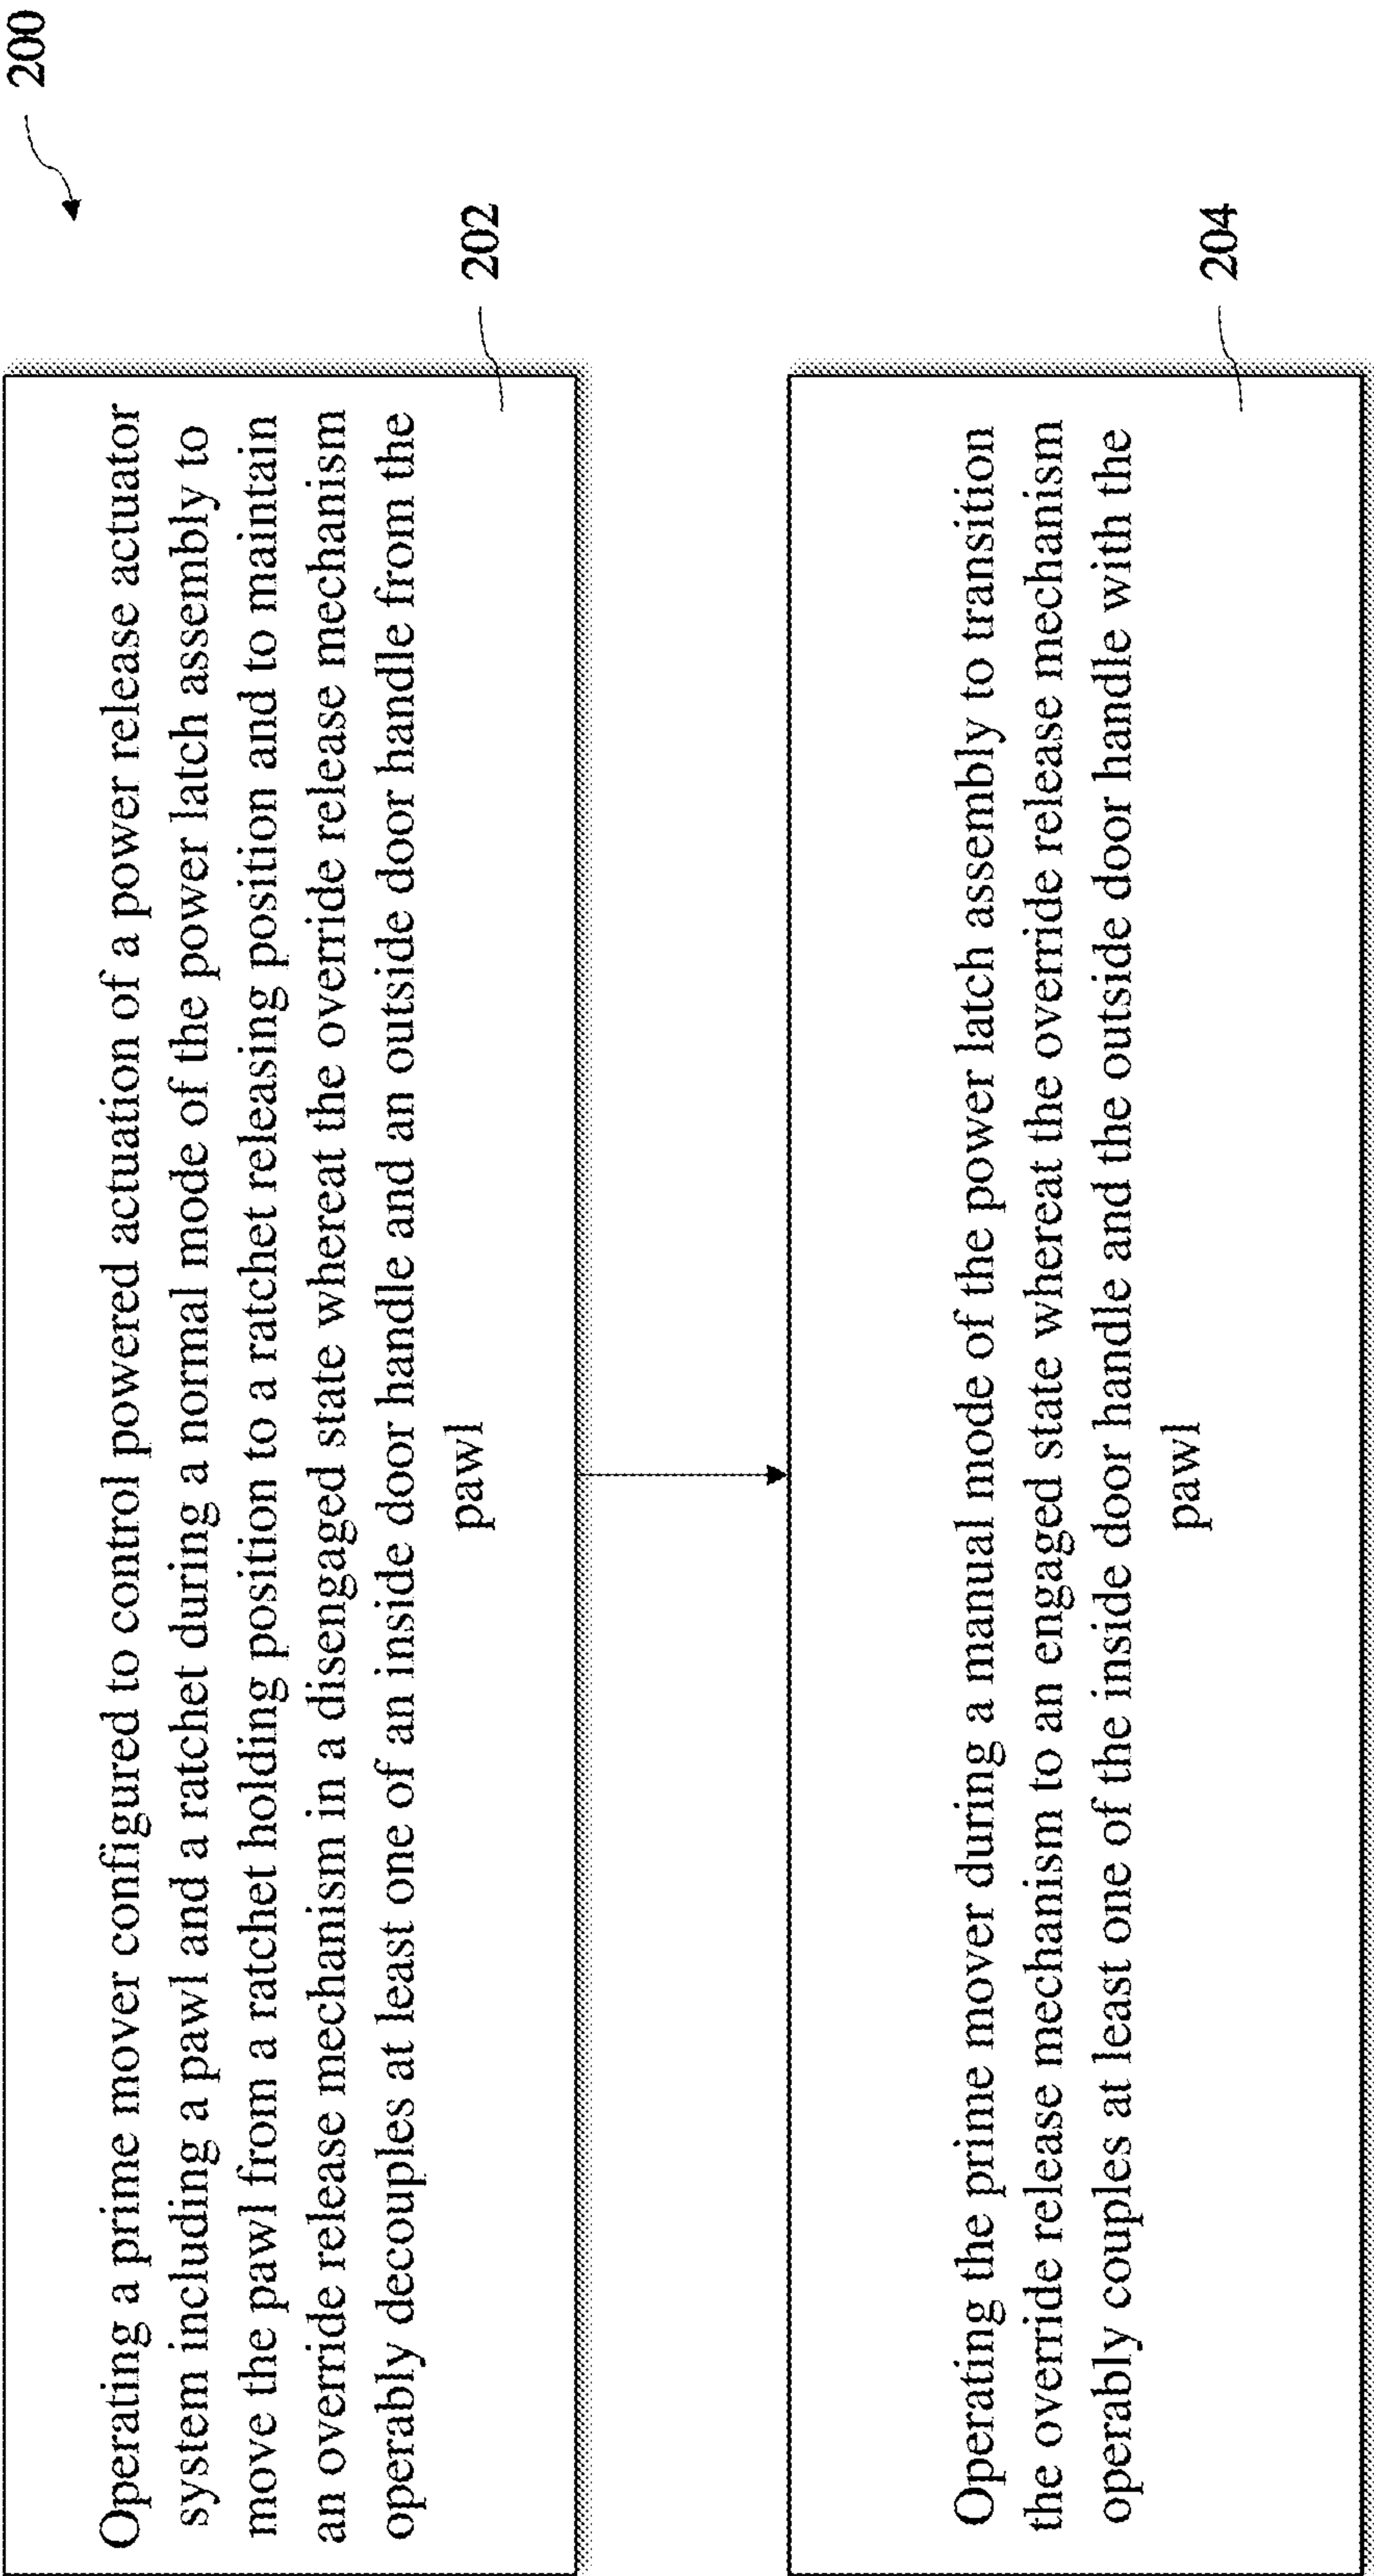 200
Operating a prime mover configured to control powered actuation of a power release actuator
system including a pawl and a ratchet during a normal mode of the power latch assembly to
move the pawl from a ratchet holding position to a ratchet releasing position and to maintain
an override release mechanism in a disengaged state whereat the override release mechanism
operably decouples at least one of an inside door handle and an outside door handle from the
pawl
202
Operating the prime mover during a manual mode of the power latch assembly to transition
the override release mechanism to an engaged state whereat the override release mechanism
operably couples at least one of the inside door handle and the outside door handle with the
pawl
204